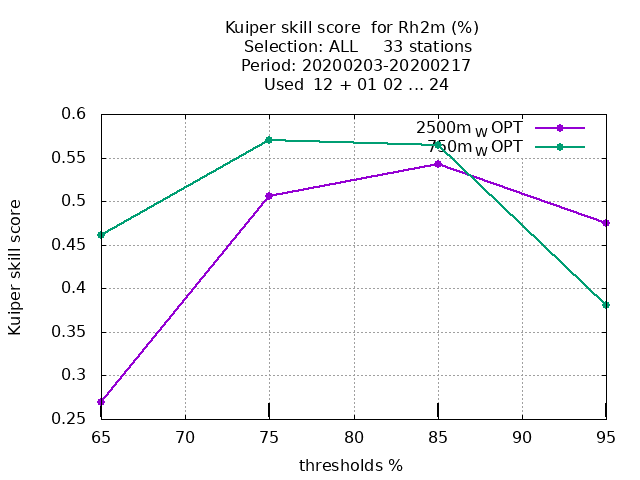 Kuiper skill score  for Rh2m (%)
Selection: ALL     33 stations
Period: 20200203-20200217
Used  12 + 01 02 ... 24
Kuiper skill score
0.6
0.55
0.5
0.45
0.4
0.35
0.3
0.25
2500m W OPT
750m W OPT
65 70 75 80 85 90 95
thresholds %